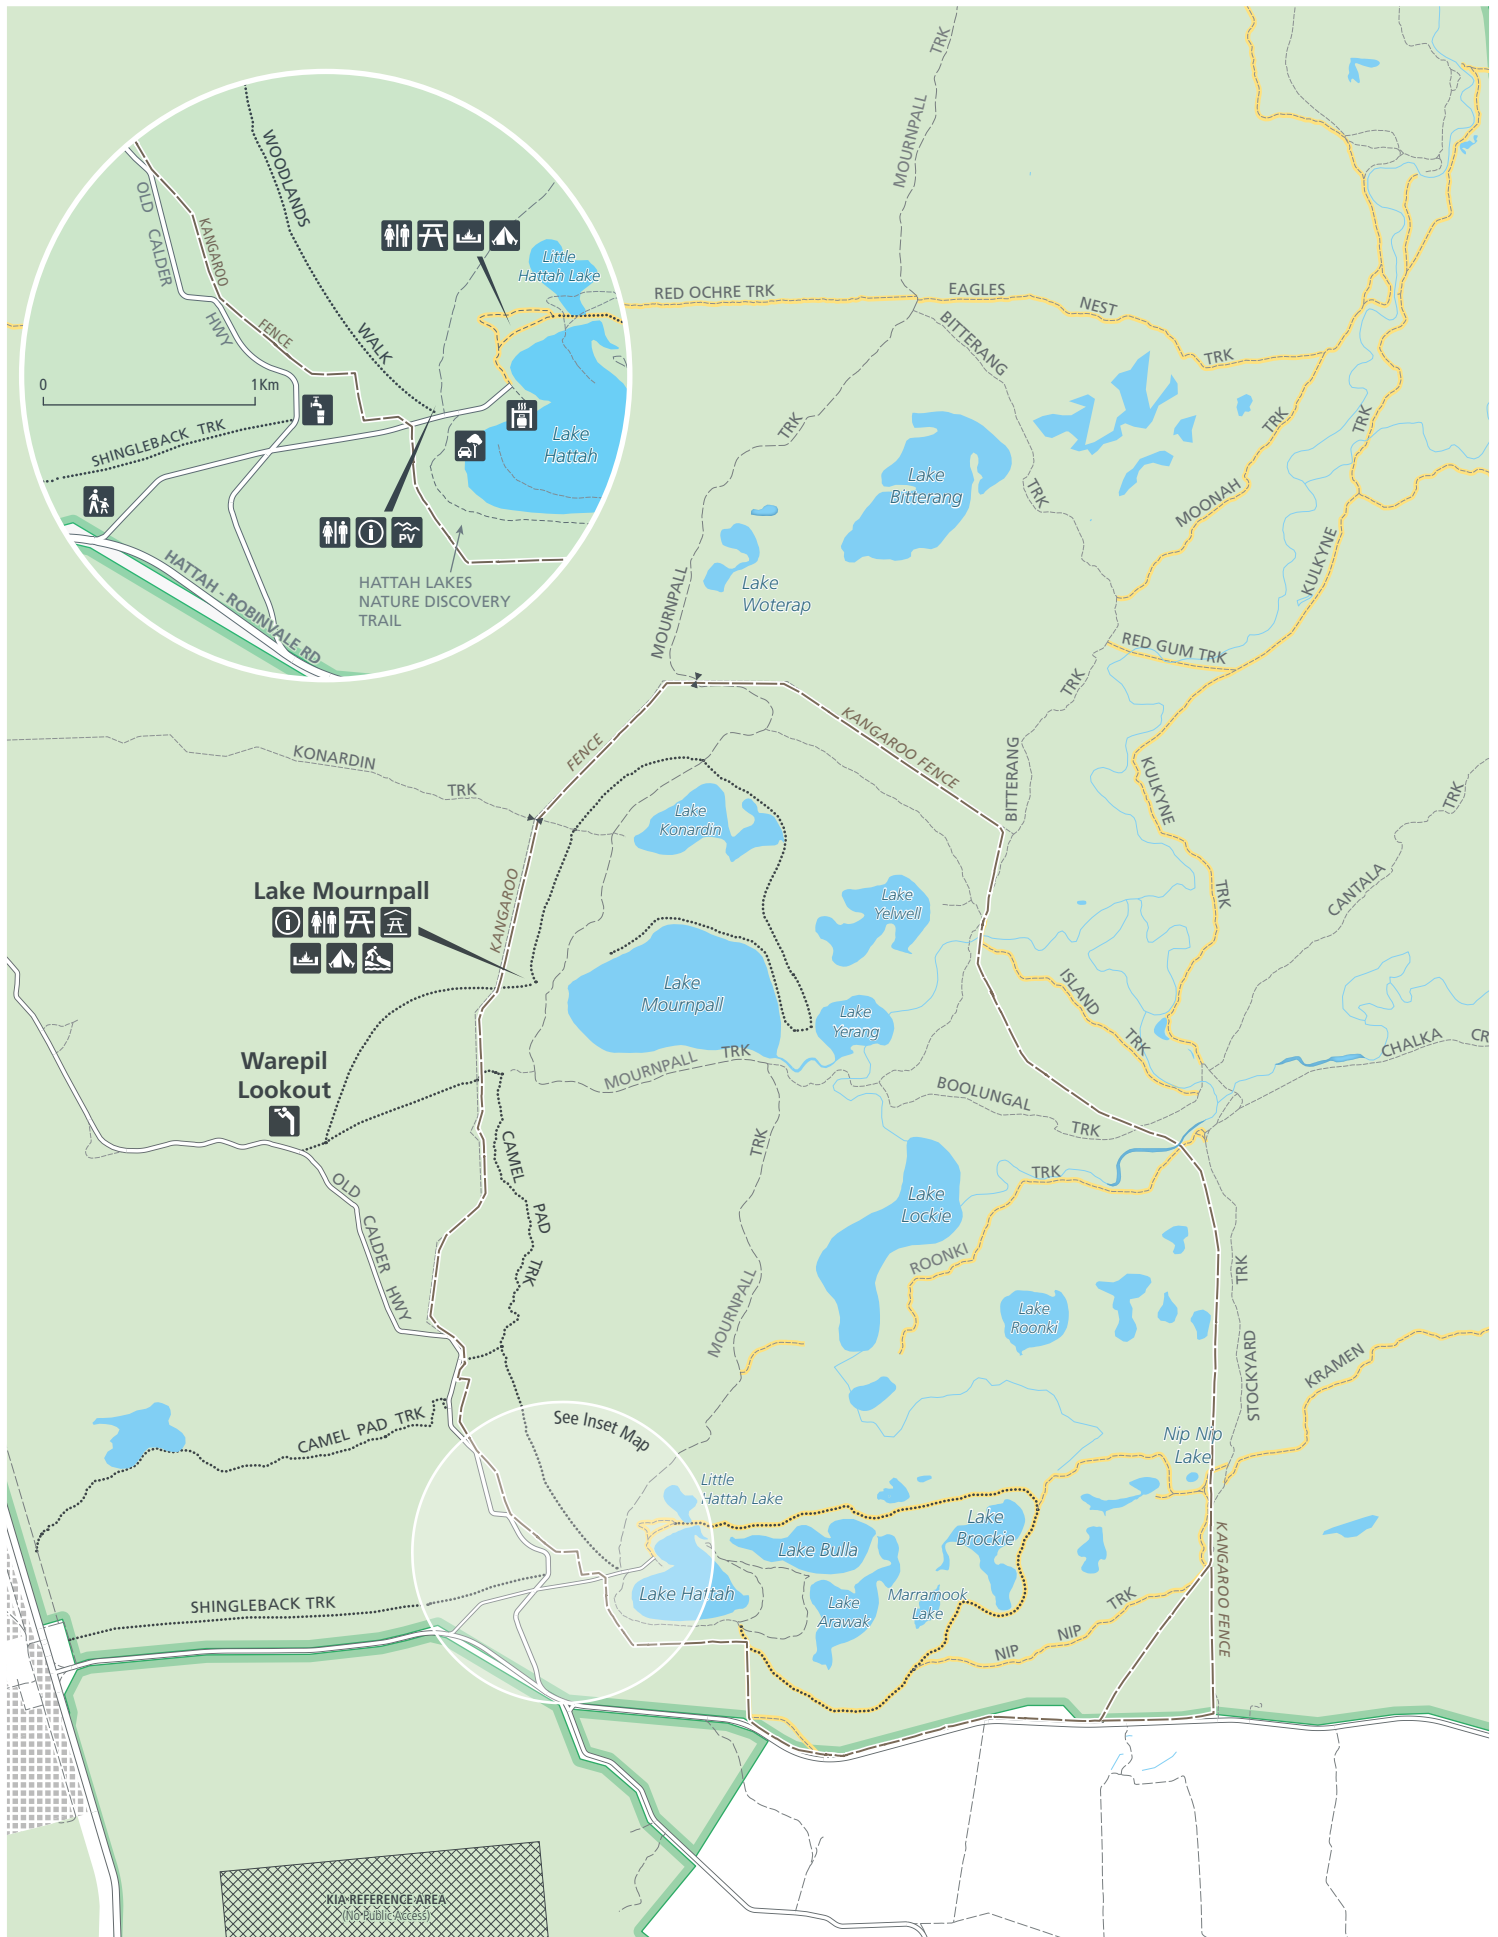 TRK
MOURNPALL
WOODLANDS
WALK
OLD
CALDER
HWY
KANGAROO
FENCE
0
1Km
SHINGLEBACK TRK
PV
HATTAH - ROBINVALE RD
HATTAH LAKES
NATURE DISCOVERY
TRAIL
Little
Hattah Lake
Lake
Hattah
RED OCHRE TRK
EAGLES
NEST
TRK
BITTERANG
TRK
TRK
MOURNPALL
Lake
Bitterang
Lake
Woterap
TRK
MOONAH
TRK
KULKYNE
RED GUM TRK
TRK
BITTERANG
KULKYNE
TRK
KONARDIN
TRK
FENCE
KANGAROO
KANGAROO FENCE
Lake
Konardin
Lake
Yelwell
Lake Mournpall
Lake
Mournpall
Lake
Yerang
TRK
CANTALA
ISLAND
TRK
CHALKA
CR
Warepil
Lookout
MOURNPALL
TRK
BOOLUNGAL
TRK
CAMEL
PAD
TRK
TRK
MOURNPALL
OLD
CALDER
HWY
Lake
Lockie
TRK
ROONKI
Lake
Roonki
TRK
STOCKYARD
KRAMEN
CAMEL PAD TRK
See Inset Map
Nip Nip
Lake
Little
Hattah Lake
Lake Bulla
Lake
Brockie
Lake Hattah
Lake
Arawak
Marramook
Lake
SHINGLEBACK TRK
NIP
NIP
TRK
KANGAROO FENCE
KIA REFERENCE AREA
(No Public Access)